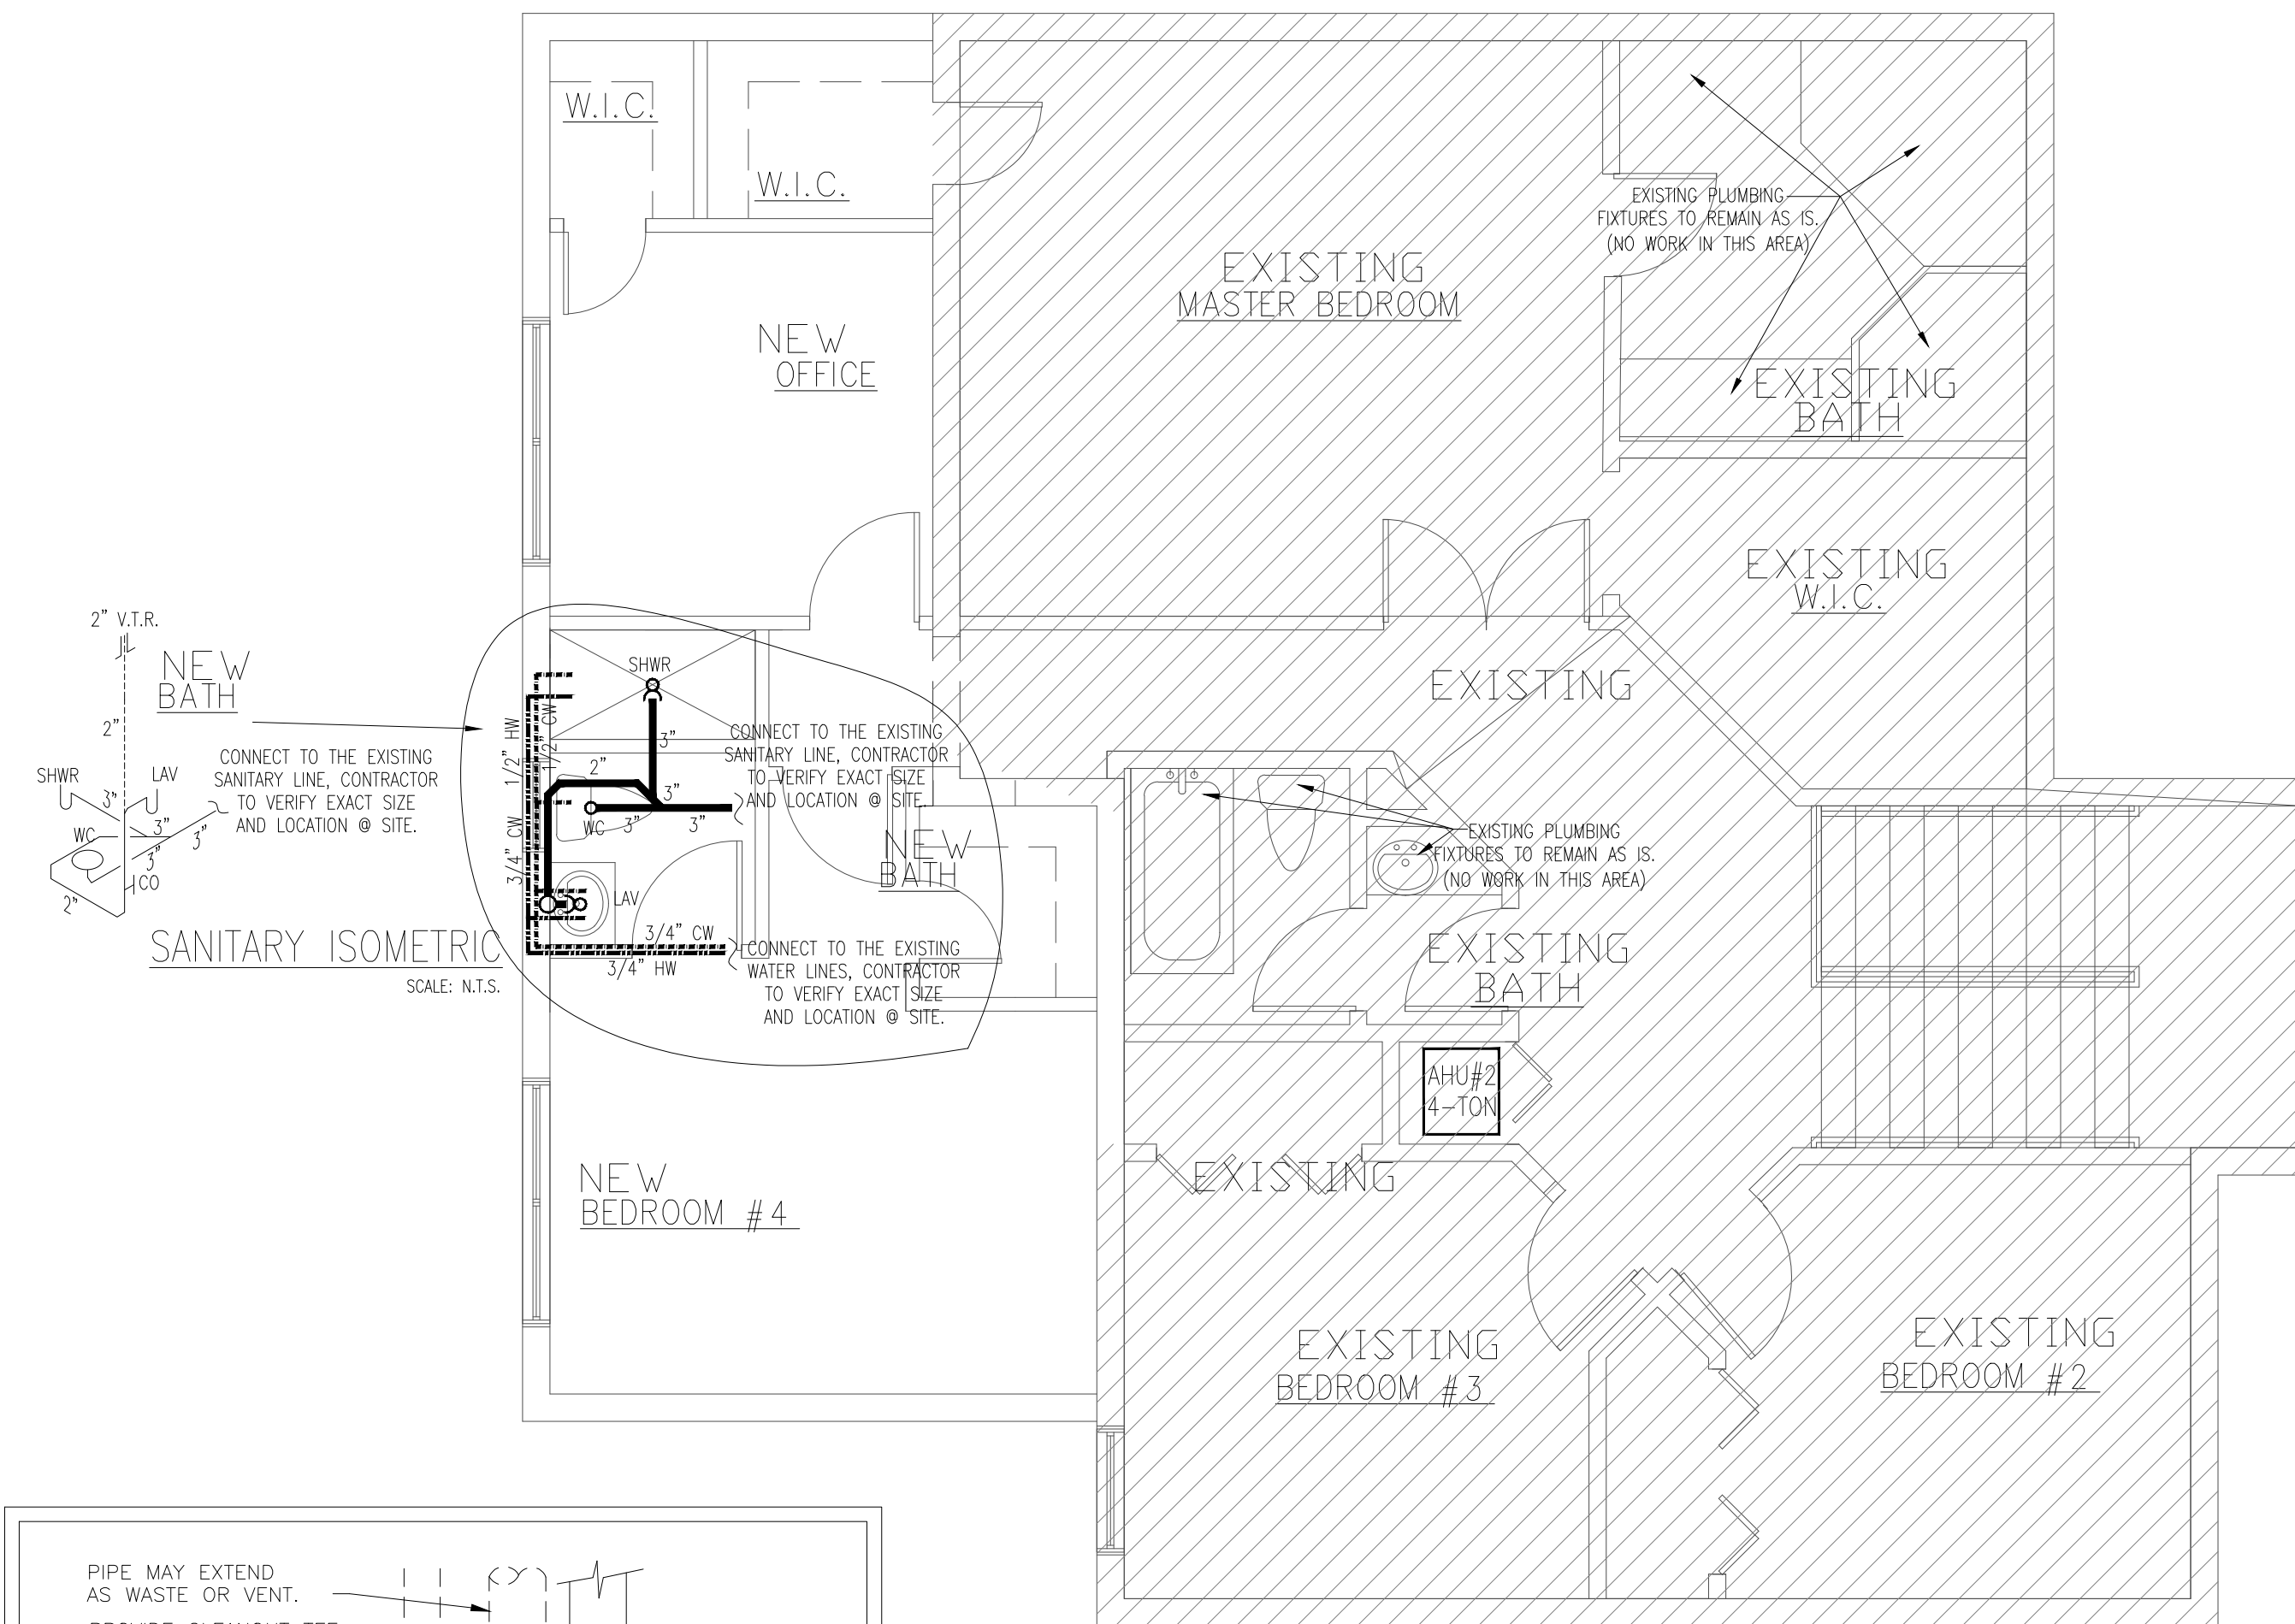 W.I.C.
W.I.C.
EXISTING PLUMBING
FIXTURES TO REMAIN AS IS.
(NO WORK IN THIS AREA)
EXISTING
MASTER BEDROOM
NEW
OFFICE
EXISTING
BATH
EXISTING
W.I.C.
2" V.T.R.
NEW
BATH
2"
SHWR
LAV
3"
WC
3"
3"
3"
CO
2"
CONNECT TO THE EXISTING
SANITARY LINE, CONTRACTOR
TO VERIFY EXACT SIZE
AND LOCATION @ SITE.
SANITARY ISOMETRIC
SCALE: N.T.S.
SHWR
1/2" HW
1/2" CW
3"
2"
3"
WC
3"
3"
3/4" CW
LAV
3/4" CW
3/4" HW
CONNECT TO THE EXISTING
SANITARY LINE, CONTRACTOR
TO VERIFY EXACT SIZE
AND LOCATION @ SITE.
NEW
BATH
CONNECT TO THE EXISTING
WATER LINES, CONTRACTOR
TO VERIFY EXACT SIZE
AND LOCATION @ SITE.
EXISTING
EXISTING PLUMBING
FIXTURES TO REMAIN AS IS.
(NO WORK IN THIS AREA)
EXISTING
BATH
AHU#2
4-TON
EXISTING
NEW
BEDROOM #4
EXISTING
BEDROOM #3
EXISTING
BEDROOM #2
PIPE MAY EXTEND
AS WASTE OR VENT.
PROVIDE CLEANOUT TEE